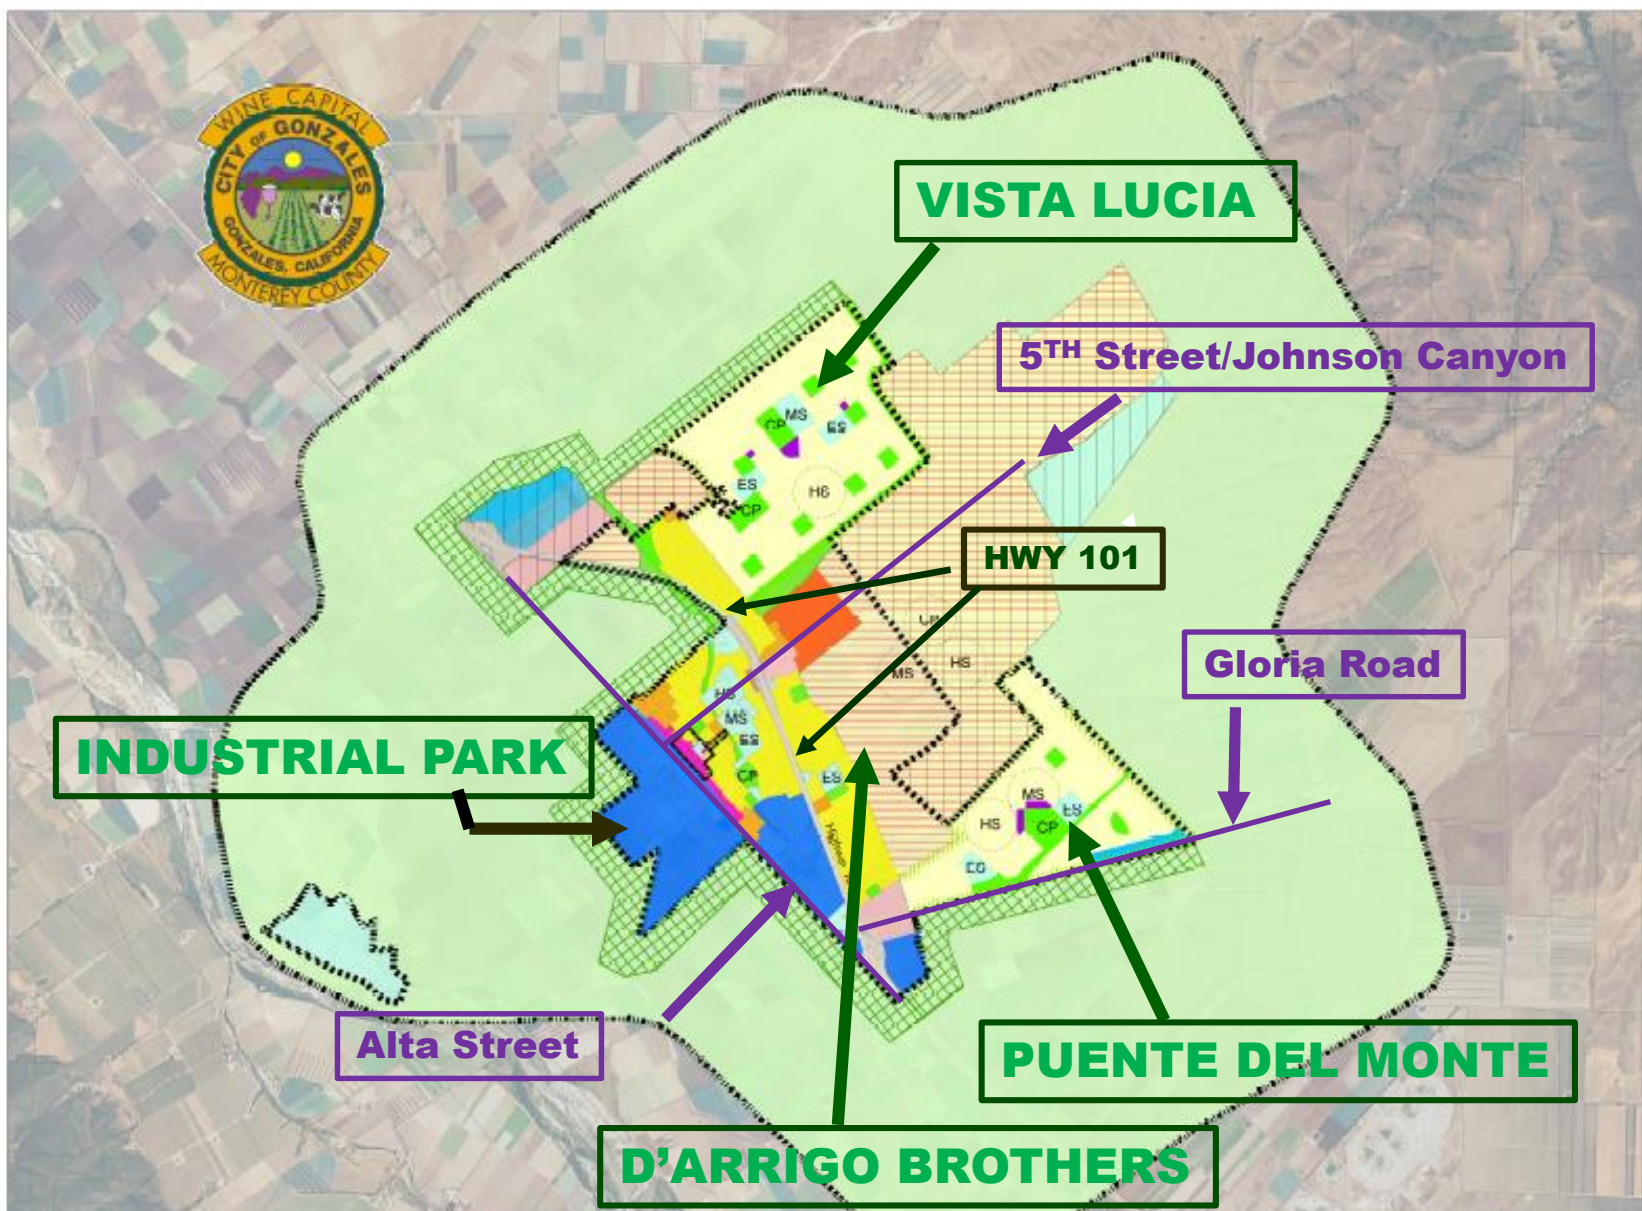 WINE CAPITAL
CITY OF GONZALES
GONZALES, CALIFORNIA
MONTEREY COUNTY
VISTA LUCIA
5TH Street/Johnson Canyon
MS
CP
ES
ES
HS
CP
HWY 101
HS
MS
Gloria Road
HS
MS
ES
INDUSTRIAL PARK
CP
ES
MS
ES
HS
CP
Highway
Alta Street
PUENTE DEL MONTE
D'ARRIGO BROTHERS